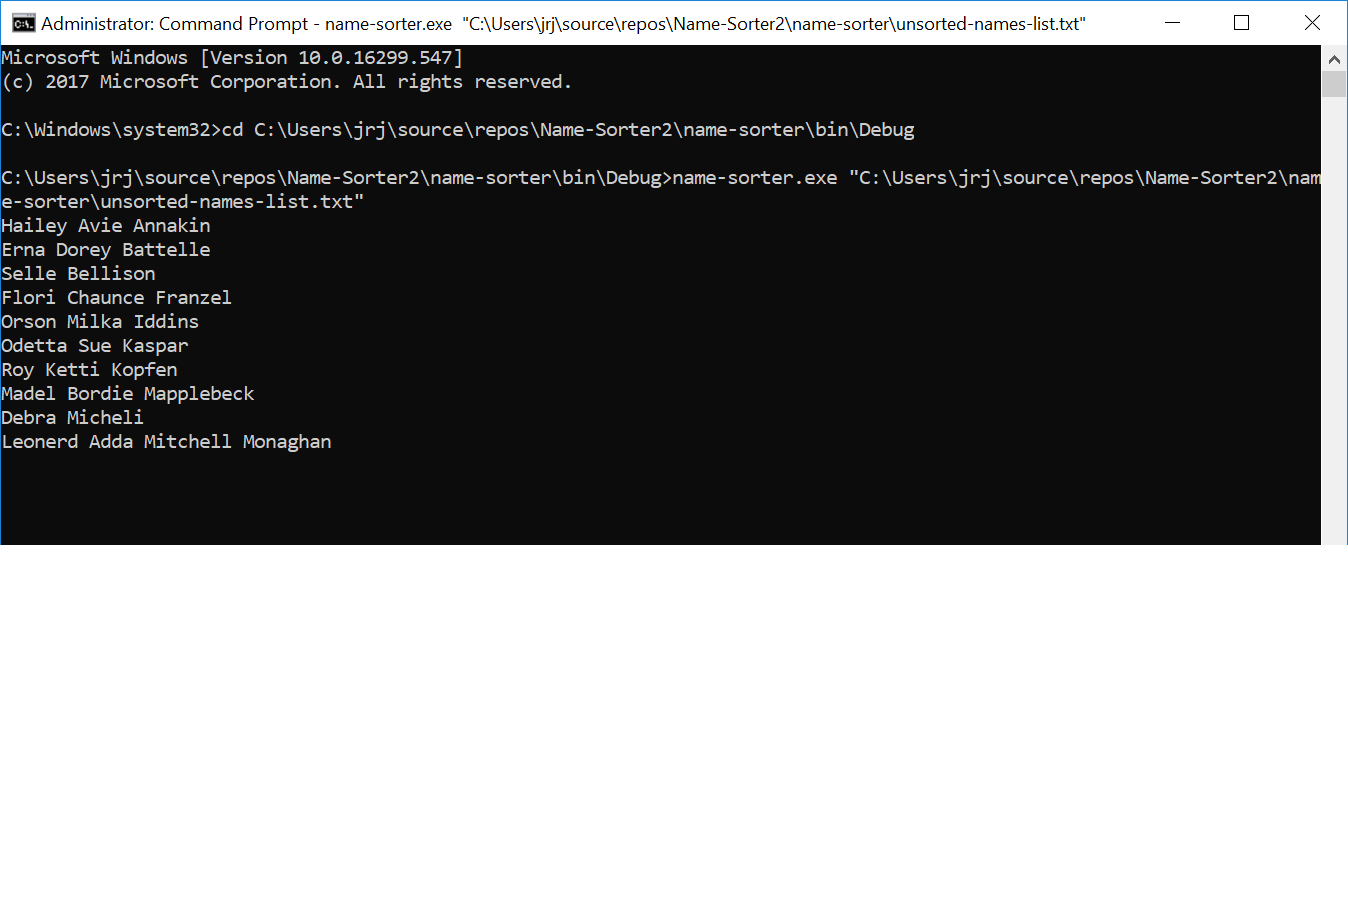 Administrator: Command Prompt - name-sorter.exe  "C:\Users\jrj\source\repos\Name-Sorter2\name-sorter\unsorted-names-list.txt"
Microsoft Windows [Version 10.0.16299.547]
(c) 2017 Microsoft Corporation. All rights reserved.
C:\Windows\system32>cd C:\Users\jrj\source\repos\Name-Sorter2\name-sorter\bin\Debug
C:\Users\jrj\source\repos\Name-Sorter2\name-sorter\bin\Debug>name-sorter.exe "C:\Users\jrj\source\repos\Name-Sorter2\nam
e-sorter\unsorted-names-list.txt"
Hailey Avie Annakin
Erna Dorey Battelle
Selle Bellison
Flori Chaunce Franzel
Orson Milka Iddins
Odetta Sue Kaspar
Roy Ketti Kopfen
Madel Bordie Mapplebeck
Debra Micheli
Leonerd Adda Mitchell Monaghan